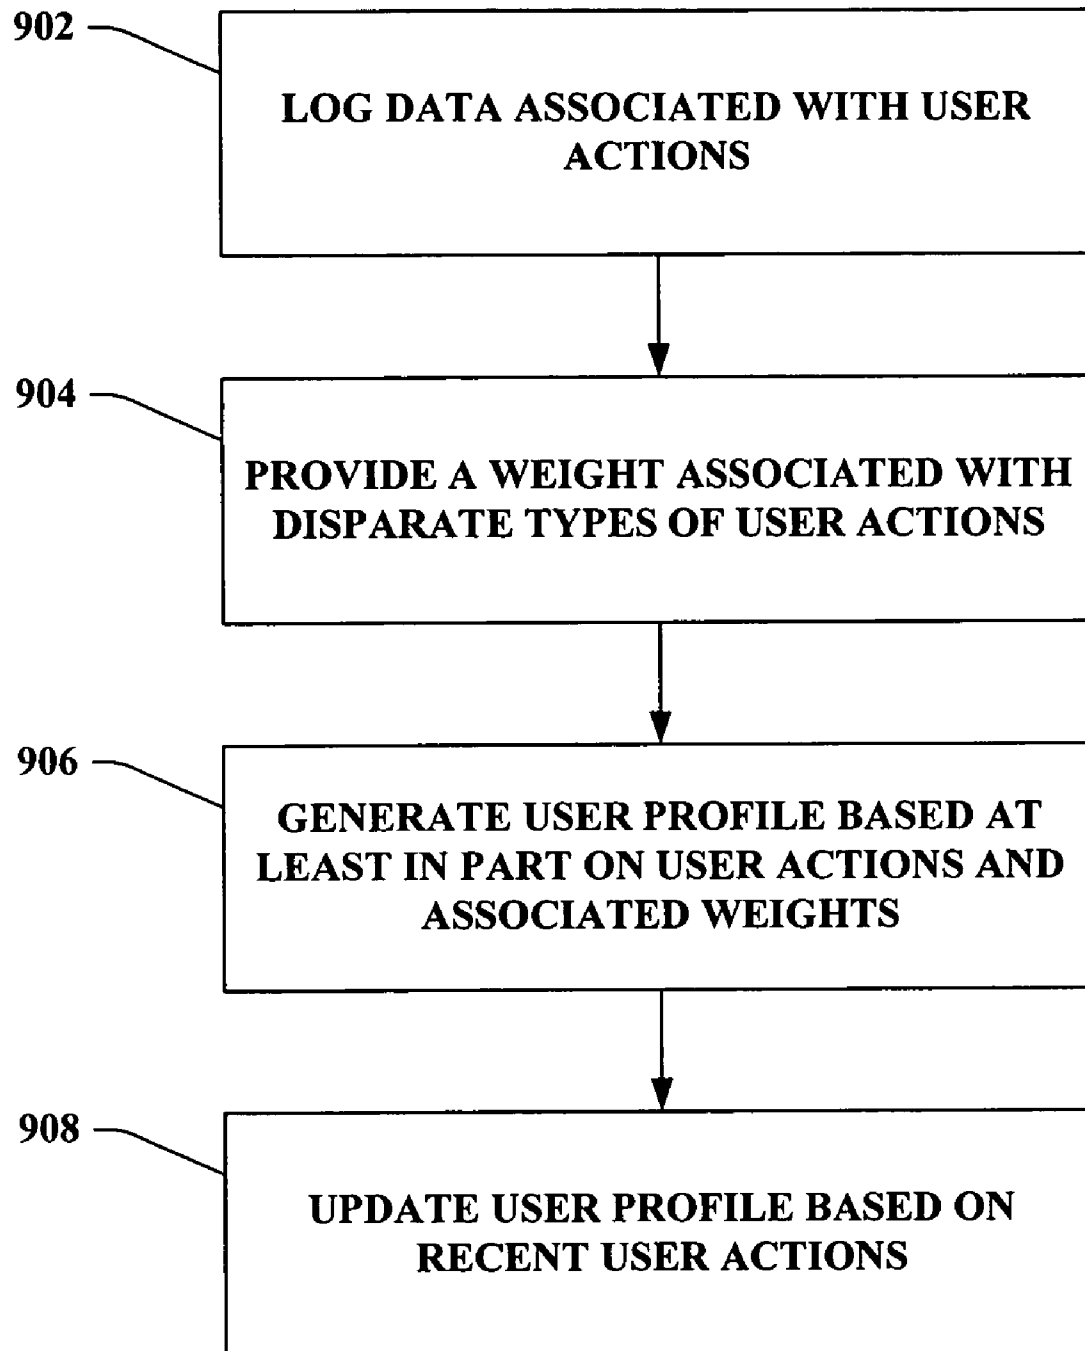 902
LOG DATA ASSOCIATED WITH USER
ACTIONS
904
PROVIDE A WEIGHT ASSOCIATED WITH
DISPARATE TYPES OF USER ACTIONS
906
GENERATE USER PROFILE BASED AT
LEAST IN PART ON USER ACTIONS AND
ASSOCIATED WEIGHTS
908
UPDATE USER PROFILE BASED ON
RECENT USER ACTIONS